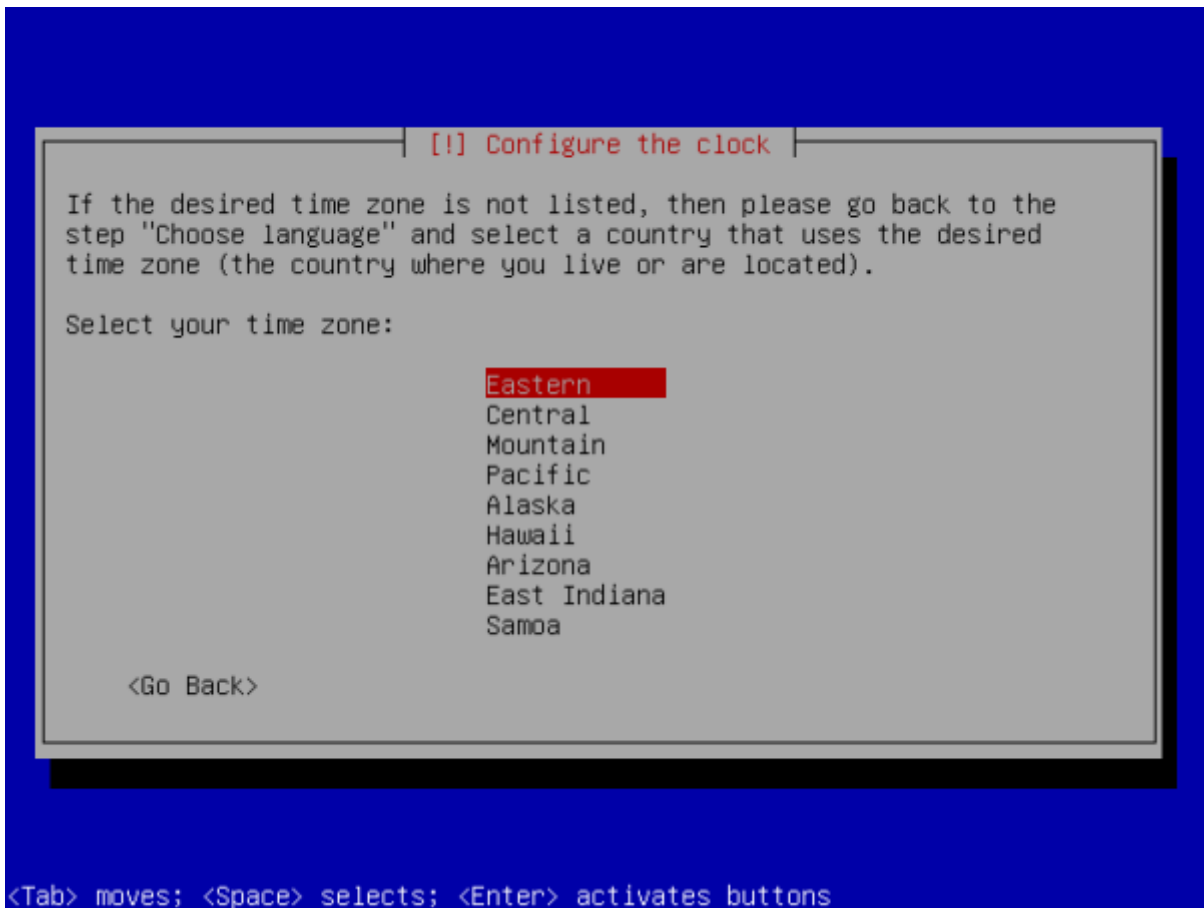 [!] Configure the clock
If the desired time zone is not listed, then please go back to the
step "Choose language" and select a country that uses the desired
time zone (the country where you live or are located).
Select your time zone:
Eastern
Central
Mountain
Pacific
Alaska
Hawaii
Arizona
East Indiana
Samoa
<Go Back>
<Tab> moves; <Space> selects; <Enter> activates buttons